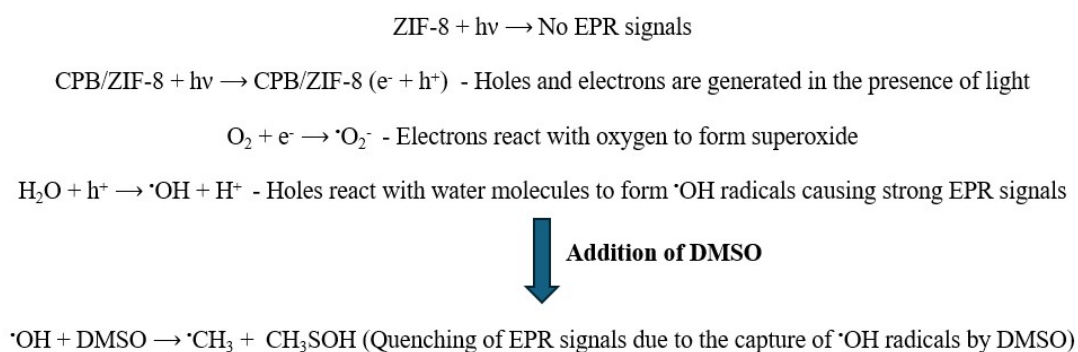 ZIF-8 + hν ⟶ No EPR signals
CPB/ZIF-8 + hν ⟶ CPB/ZIF-8 (e⁻ + h⁺) - Holes and electrons are generated in the presence of light
O₂ + e⁻ ⟶ •O₂⁻ - Electrons react with oxygen to form superoxide
H₂O + h⁺ ⟶ •OH + H⁺ - Holes react with water molecules to form •OH radicals causing strong EPR signals
Addition of DMSO
•OH + DMSO ⟶ •CH₃ + CH₃SOH (Quenching of EPR signals due to the capture of •OH radicals by DMSO)